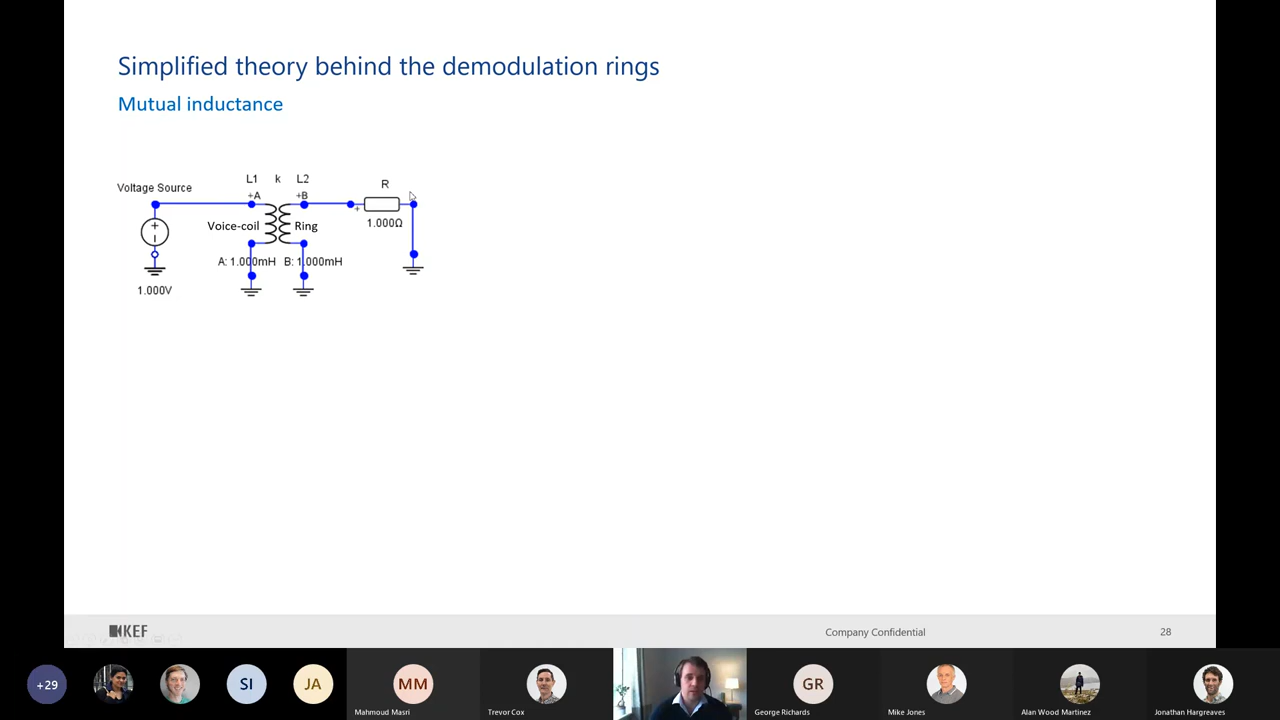 Simplified theory behind the demodulation rings
Mutual inductance
L1 k L2 R
Voltage Source +A +B
+
Voice-coil Ring 1.000Ω
A: 1.000mH B: 1.000mH
1.000V
KEF Company Confidential 28
+29 SI JA MM GR
Mahmoud Masri Trevor Cox George Richards Mike Jones Alan Wood Martinez Jonathan Hargreaves